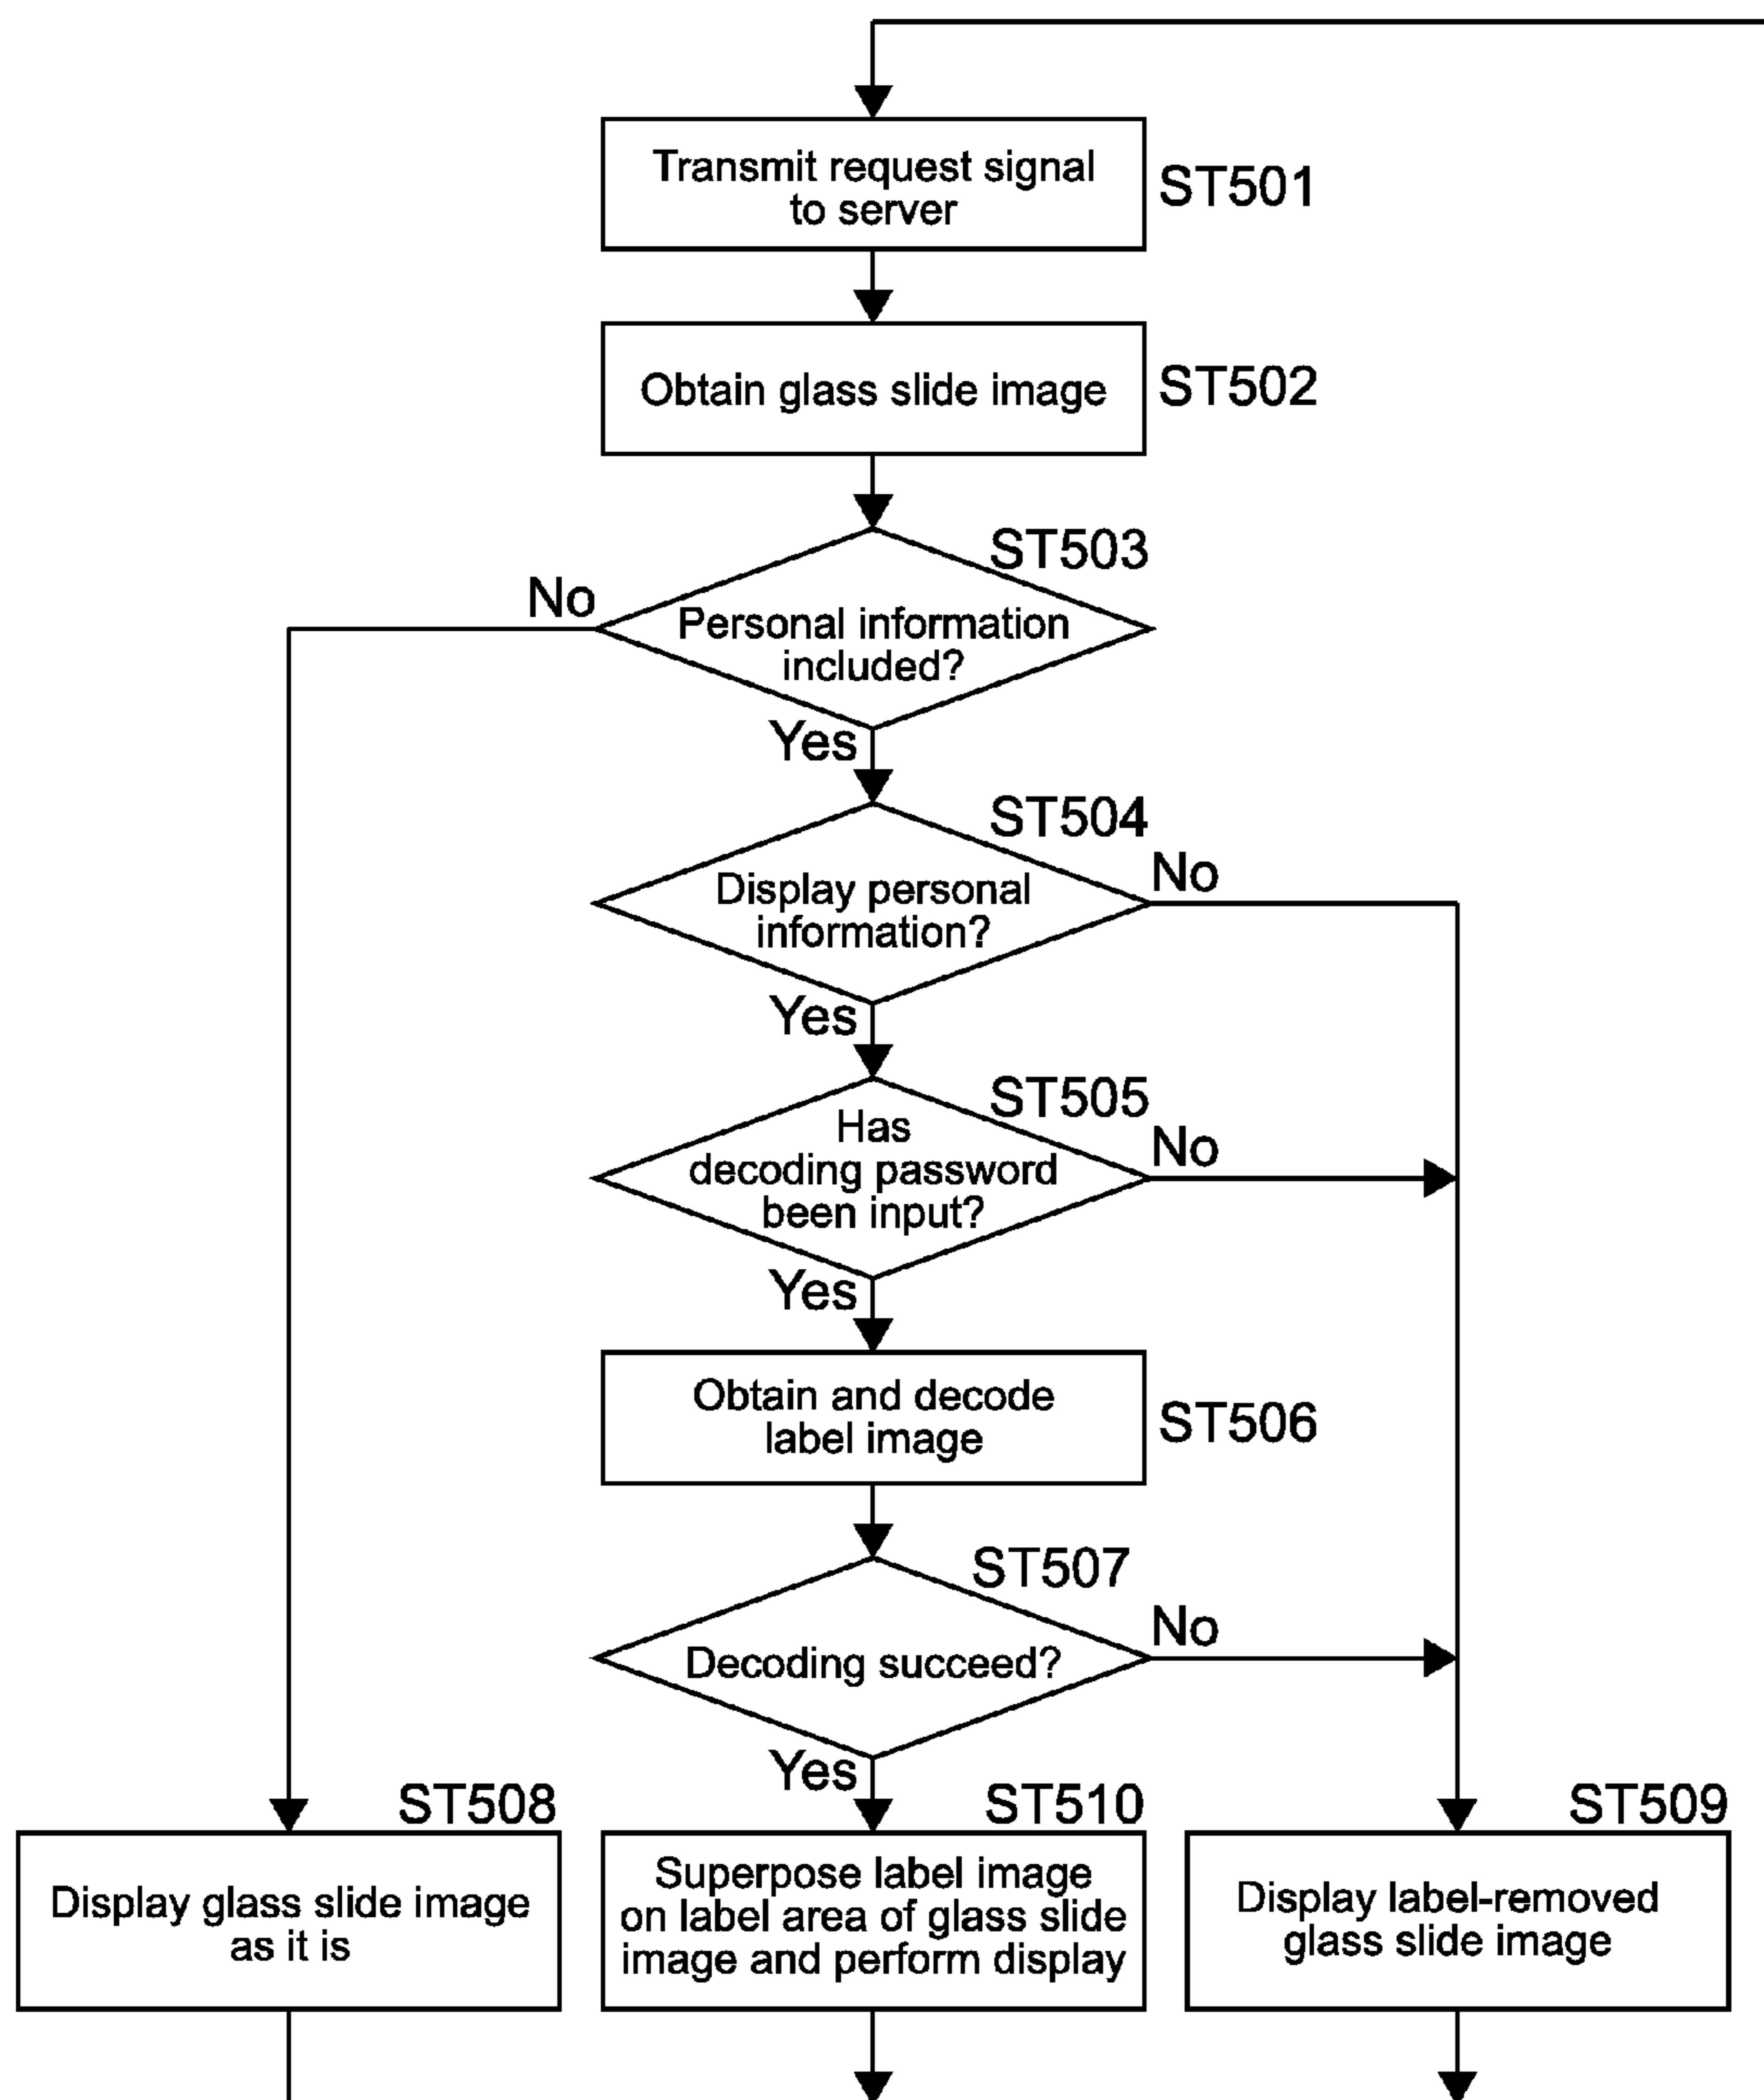 Transmit request signal
to server
ST501
Obtain glass slide image
ST502
ST503
No
Personal information
included?
Yes
ST504
No
Display personal
information?
Yes
ST505
Has
No
decoding password
been input?
Yes
Obtain and decode
label image
ST506
ST507
No
Decoding succeed?
Yes
ST508
ST510
ST509
Display glass slide image
as it is
Superpose label image
on label area of glass slide
image and perform display
Display label-removed
glass slide image